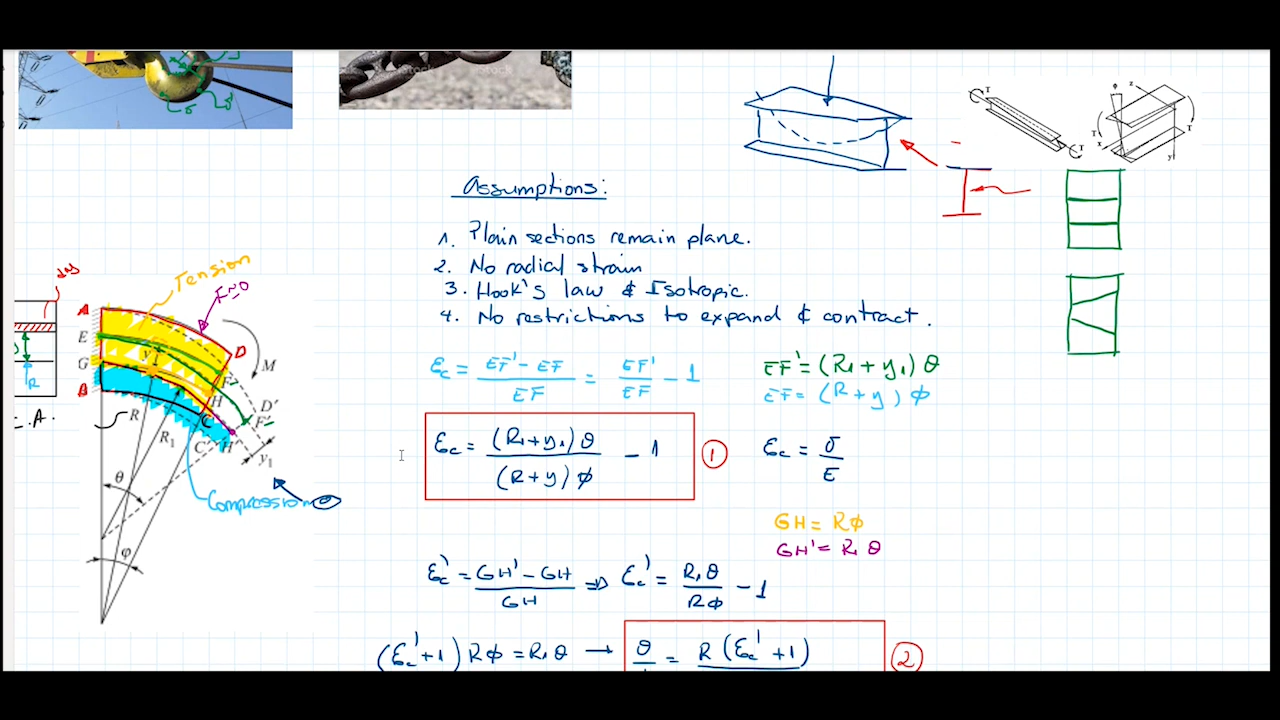 Stock
Stock
σ
σ
T
T
φ
z
T
T
x
y
Assumptions:
1. Plain sections remain plane.
2. No radial strain
3. Hook's law & Isotropic.
4. No restrictions to expand & contract.
Tension
F≈0
A
E
G
B
D
M
F
H
D'
F'
C
C'
H'
y
y₁
R
R₁
R
C.A.
θ
φ
Compression
εc = (EF' - EF)/EF = EF'/EF - 1
EF' = (R₁ + y₁) θ
EF = (R + y) φ
εc = (R₁ + y₁) θ/(R + y) φ - 1 ①
εc = σ/E
GH = Rφ
GH' = R₁ θ
εc' = (GH' - GH)/GH ⇒ εc' = R₁θ/Rφ - 1
(εc' + 1) Rφ = R₁θ → θ = R (εc' + 1) ②